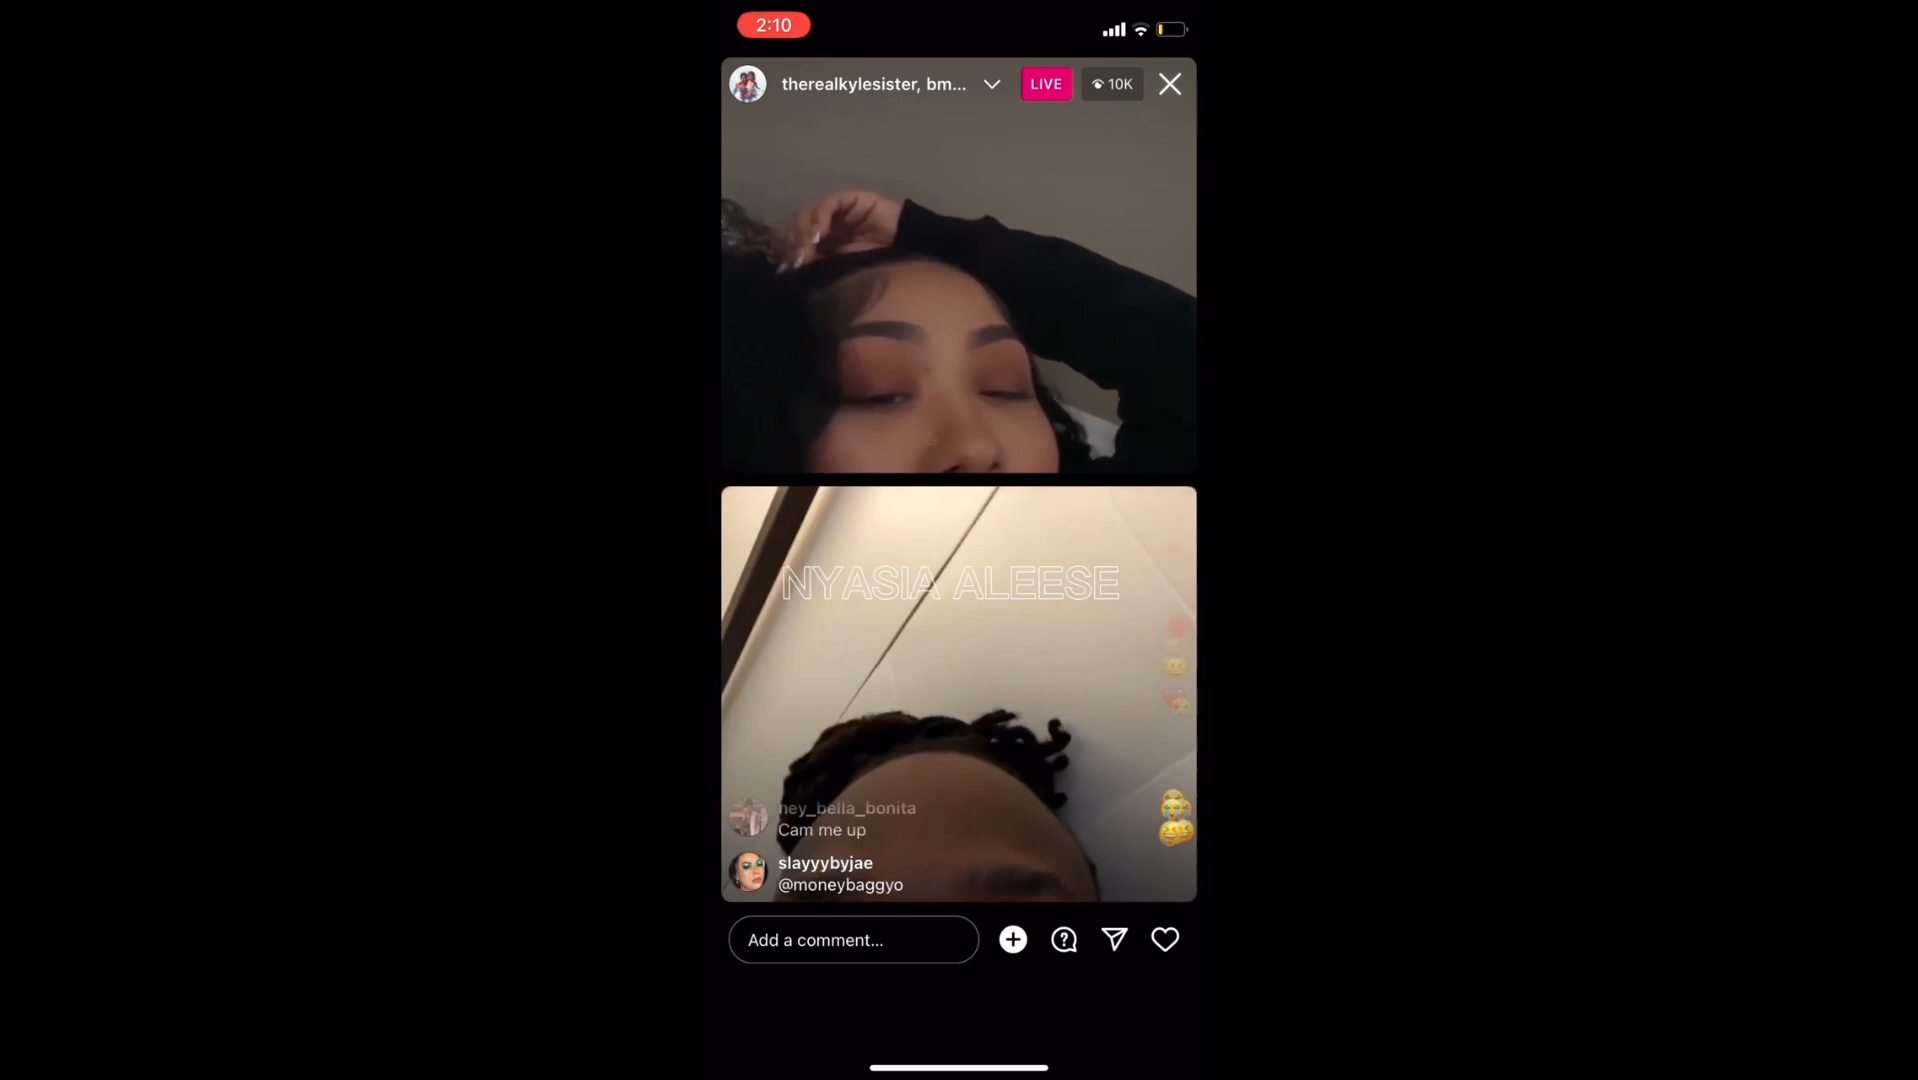 2:10
therealkylesister, bm...
LIVE
10K
NYASIA ALEESE
hey_bella_bonita
Cam me up
slayyybyjae
@moneybaggyo
Add a comment...